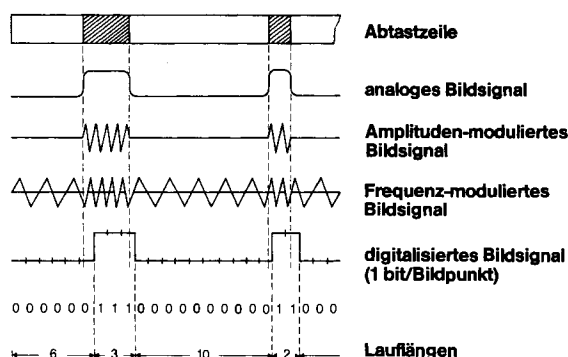 Abtastzeile
analoges Bildsignal
Amplituden-moduliertes
Bildsignal
Frequenz-moduliertes
Bildsignal
digitalisiertes Bildsignal
(1 bit/Bildpunkt)
0 0 0 0 0 0 1 1 1 0 0 0 0 0 0 0 0 0 0 1 1 0 0 0
6 3 10 2 Lauflängen